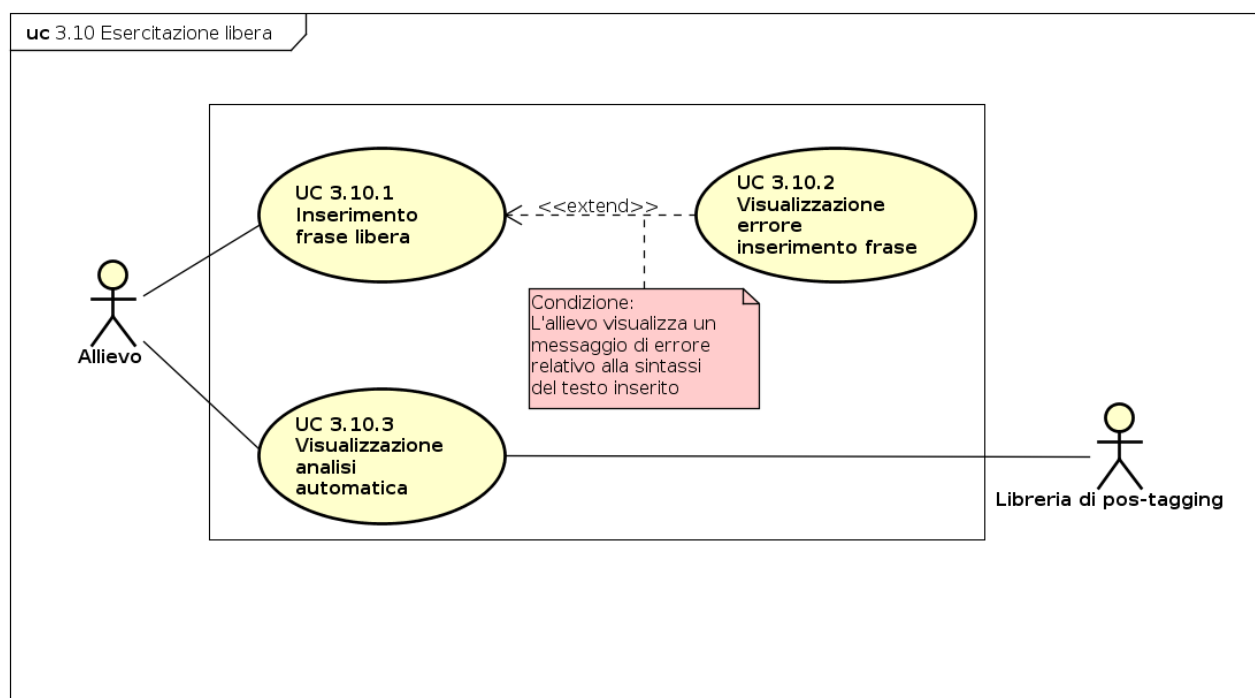 uc 3.10 Esercitazione libera
UC 3.10.1
Inserimento
frase libera
<<extend>>
UC 3.10.2
Visualizzazione
errore
inserimento frase
Condizione:
L'allievo visualizza un
messaggio di errore
relativo alla sintassi
del testo inserito
Allievo
UC 3.10.3
Visualizzazione
analisi
automatica
Libreria di pos-tagging